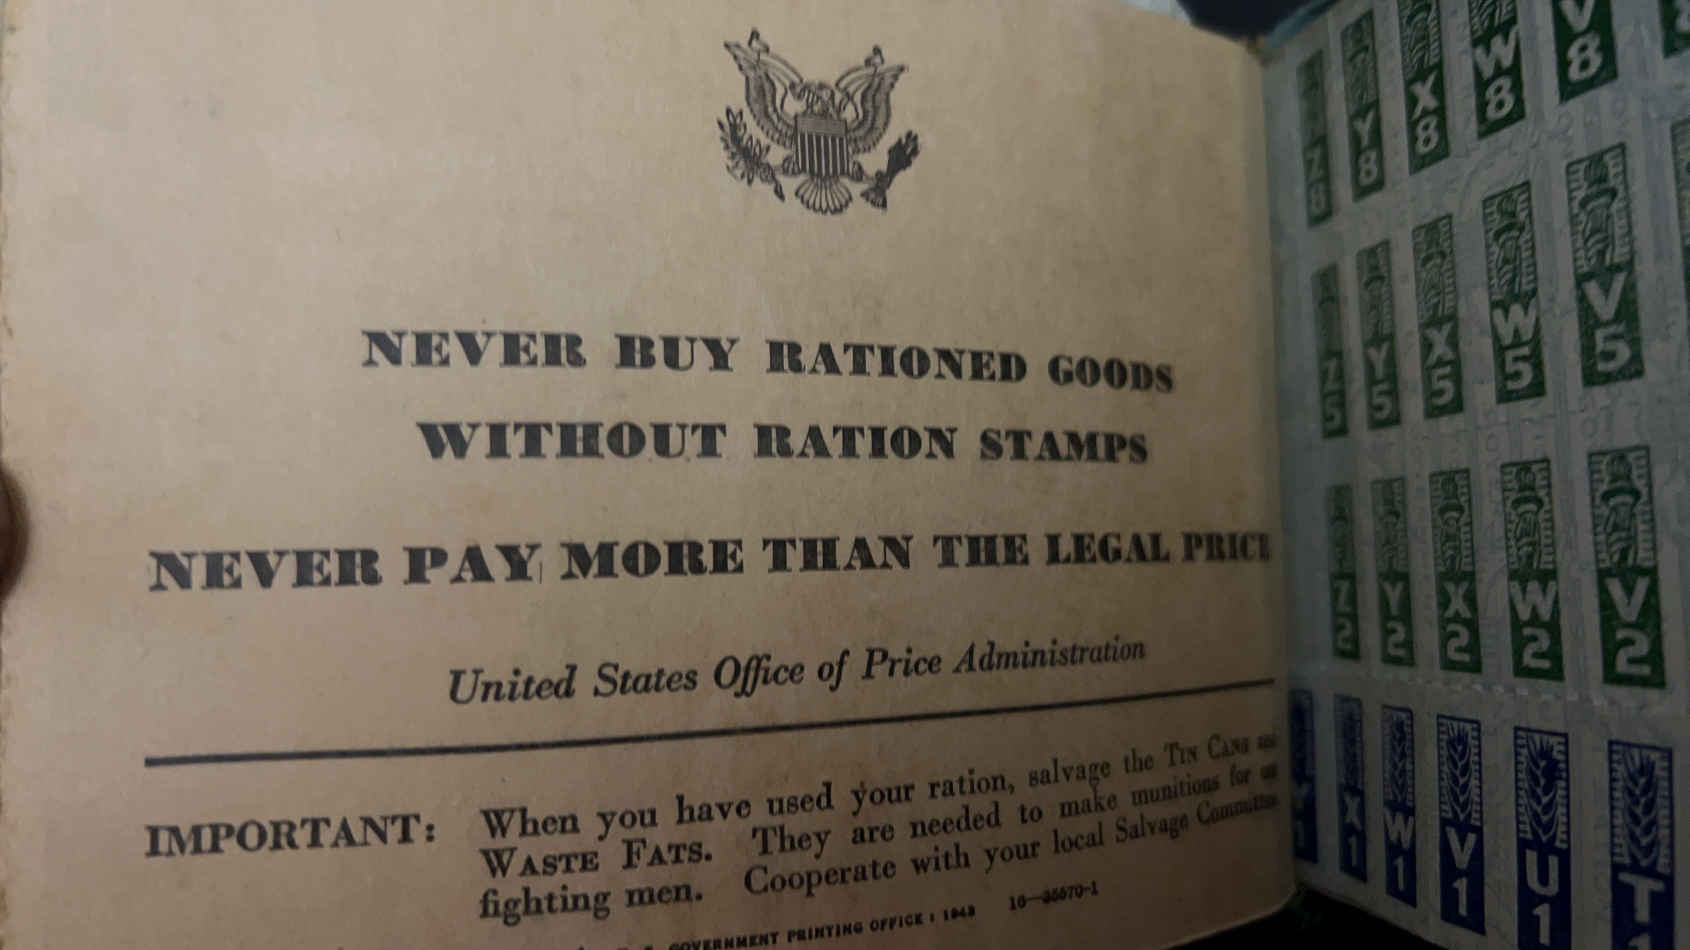 NEVER BUY RATIONED GOODS
WITHOUT RATION STAMPS
NEVER PAY MORE THAN THE LEGAL PRICE
United States Office of Price Administration
IMPORTANT: When you have used your ration, salvage the TIN CANS and
WASTE FATS. They are needed to make munitions for our
fighting men. Cooperate with your local Salvage Committee.
GOVERNMENT PRINTING OFFICE : 1943 16—35570-1
Z8 Y8 X8 W8 V8
Z5 Y5 X5 W5 V5
Z2 Y2 X2 W2 V2
Y1 X1 W1 V1 U1 T